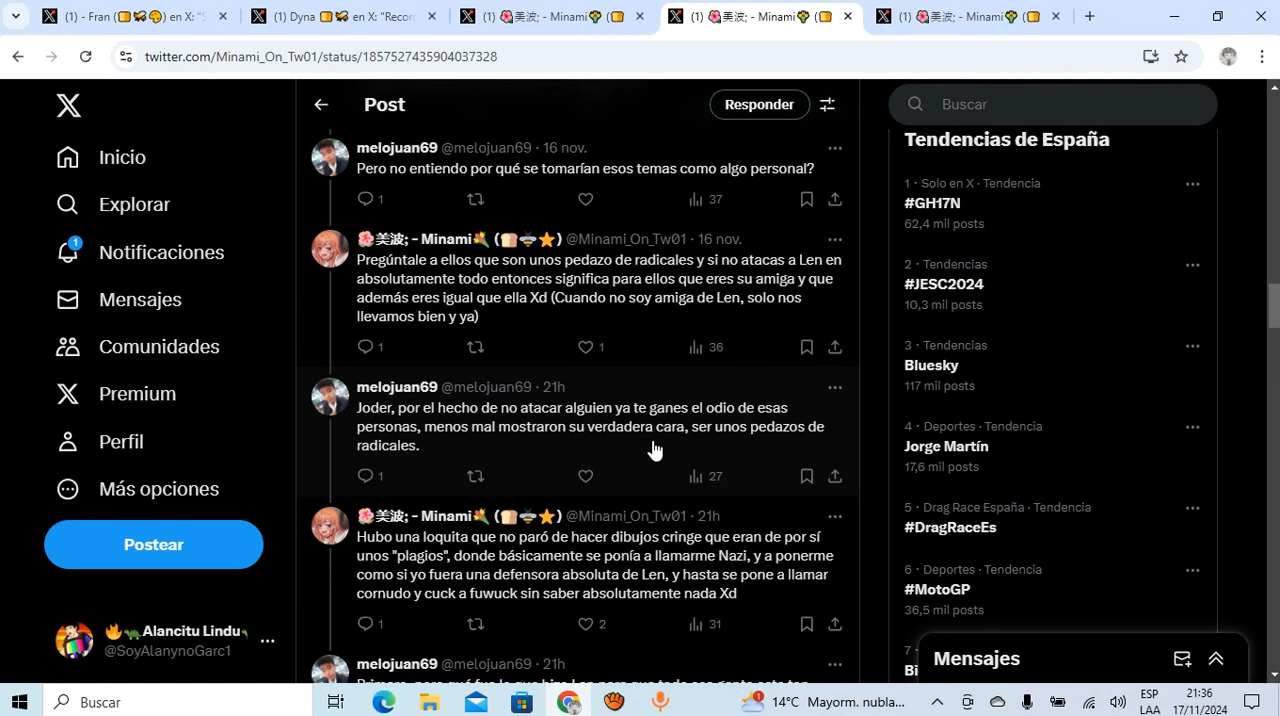 - Fran (🍞🐝🦁) en X: "S
Dyna (🍞🐝 en X: "Recor
(1) 🌺美波; - Minami🌳 (🍞
(1) 🌺美波; - Minami🌳 (🍞
(1) 🌺美波; - Minami🌳 (🍞
twitter.com/Minami_On_Tw01/status/1857527435904037328
Inicio
Explorar
1
Notificaciones
Mensajes
Comunidades
Premium
Perfil
Más opciones
Postear
🔥🦖Alancitu Lindu
@SoyAlanynoGarc1
Post
Responder
melojuan69 @melojuan69 · 16 nov.
Pero no entiendo por qué se tomarían esos temas como algo personal?
1 37
🌺美波; - Minami💐 (🍞🐝⭐) @Minami_On_Tw01 · 16 nov.
Pregúntale a ellos que son unos pedazo de radicales y si no atacas a Len en
absolutamente todo entonces significa para ellos que eres su amiga y que
además eres igual que ella Xd (Cuando no soy amiga de Len, solo nos
llevamos bien y ya)
1 1 36
melojuan69 @melojuan69 · 21h
Joder, por el hecho de no atacar alguien ya te ganes el odio de esas
personas, menos mal mostraron su verdadera cara, ser unos pedazos de
radicales.
1 27
🌺美波; - Minami💐 (🍞🐝⭐) @Minami_On_Tw01 · 21h
Hubo una loquita que no paró de hacer dibujos cringe que eran de por sí
unos "plagios", donde básicamente se ponía a llamarme Nazi, y a ponerme
como si yo fuera una defensora absoluta de Len, y hasta se pone a llamar
cornudo y cuck a fuwuck sin saber absolutamente nada Xd
1 2 31
melojuan69 @melojuan69 · 21h
Buscar
Tendencias de España
1 · Solo en X · Tendencia
#GH17N
62,4 mil posts
2 · Tendencias
#JESC2024
10,3 mil posts
3 · Tendencias
Bluesky
117 mil posts
4 · Deportes · Tendencia
Jorge Martín
17,6 mil posts
5 · Drag Race España · Tendencia
#DragRaceEs
6 · Deportes · Tendencia
#MotoGP
36,5 mil posts
7 ·
Bi
Mensajes
Buscar
1
14°C Mayorm. nubla...
ESP
LAA
21:36
17/11/2024